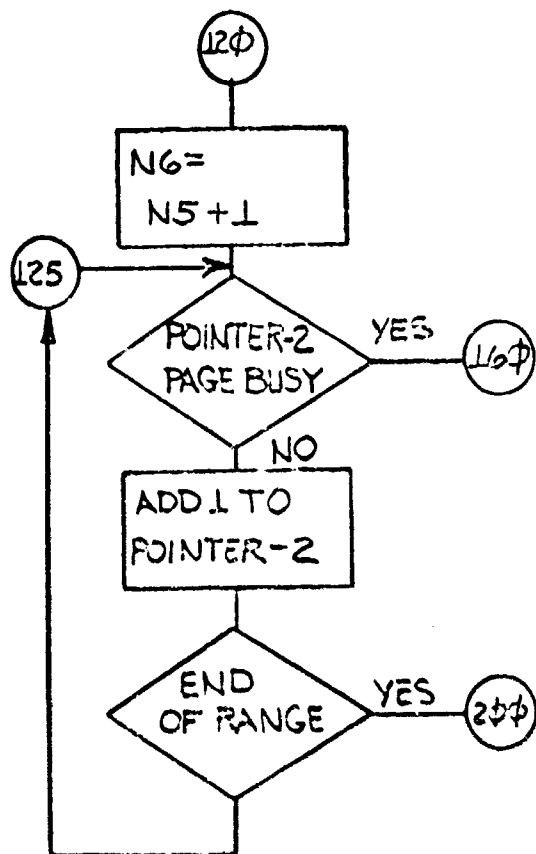 12φ
N6=
N5+1
125
POINTER-2
PAGE BUSY
YES
16φ
NO
ADD 1 TO
POINTER-2
END
OF RANGE
YES
2φφ